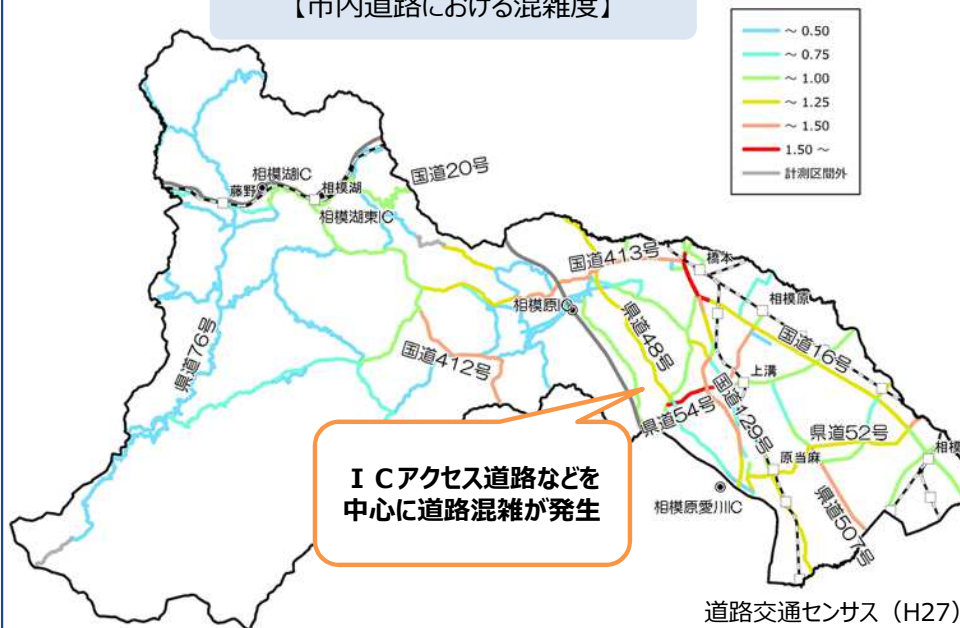 【市内道路における混雑度】
～ 0.50
～ 0.75
～ 1.00
～ 1.25
～ 1.50
1.50 ～
計測区間外
国道20号
相模湖IC
藤野
相模湖
相模湖東IC
国道413号
橋本
相模原IC
相模原
県道76号
県道48号
国道16号
国道412号
上溝
国道129号
県道54号
県道52号
相模
原当麻
ＩＣアクセス道路などを
中心に道路混雑が発生
相模原愛川IC
県道507号
道路交通センサス（H27）